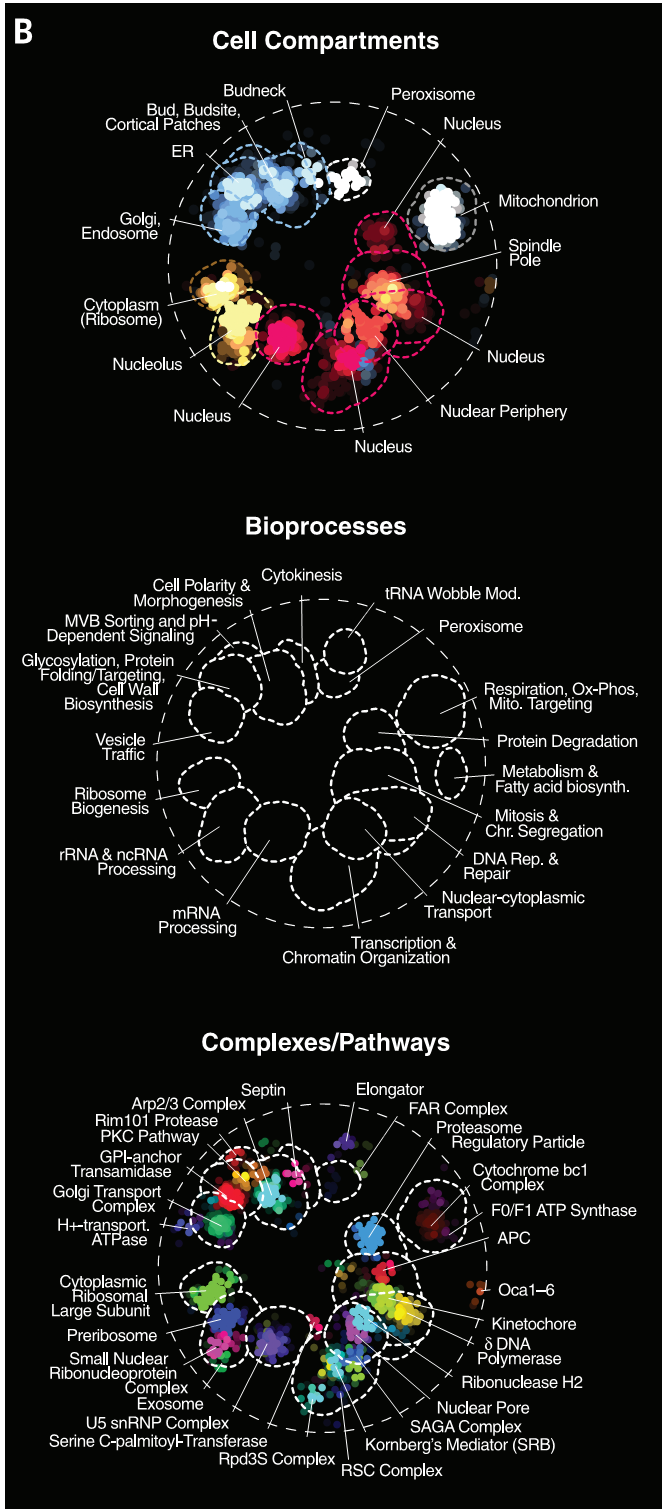 B
Cell Compartments
Budneck
Peroxisome
Bud, Budsite,
Cortical Patches
Nucleus
ER
Mitochondrion
Golgi,
Endosome
Spindle
Pole
Cytoplasm
(Ribosome)
Nucleolus
Nucleus
Nucleus
Nuclear Periphery
Nucleus
Bioprocesses
Cytokinesis
Cell Polarity &
Morphogenesis
tRNA Wobble Mod.
MVB Sorting and pH-
Dependent Signaling
Peroxisome
Glycosylation, Protein
Folding/Targeting,
Cell Wall
Biosynthesis
Respiration, Ox-Phos,
Mito. Targeting
Vesicle
Traffic
Protein Degradation
Metabolism &
Fatty acid biosynth.
Ribosome
Biogenesis
Mitosis &
Chr. Segregation
rRNA & ncRNA
Processing
DNA Rep. &
Repair
Nuclear-cytoplasmic
Transport
mRNA
Processing
Transcription &
Chromatin Organization
Complexes/Pathways
Septin
Elongator
Arp2/3 Complex
FAR Complex
Rim101 Protease
PKC Pathway
Proteasome
Regulatory Particle
GPI-anchor
Transamidase
Cytochrome bc1
Complex
Golgi Transport
Complex
F0/F1 ATP Synthase
H+-transport.
ATPase
APC
Cytoplasmic
Ribosomal
Large Subunit
Oca1–6
Kinetochore
Preribosome
δ DNA
Polymerase
Small Nuclear
Ribonucleoprotein
Complex
Ribonuclease H2
Exosome
Nuclear Pore
U5 snRNP Complex
SAGA Complex
Serine C-palmitoyl-Transferase
Kornberg's Mediator (SRB)
Rpd3S Complex
RSC Complex